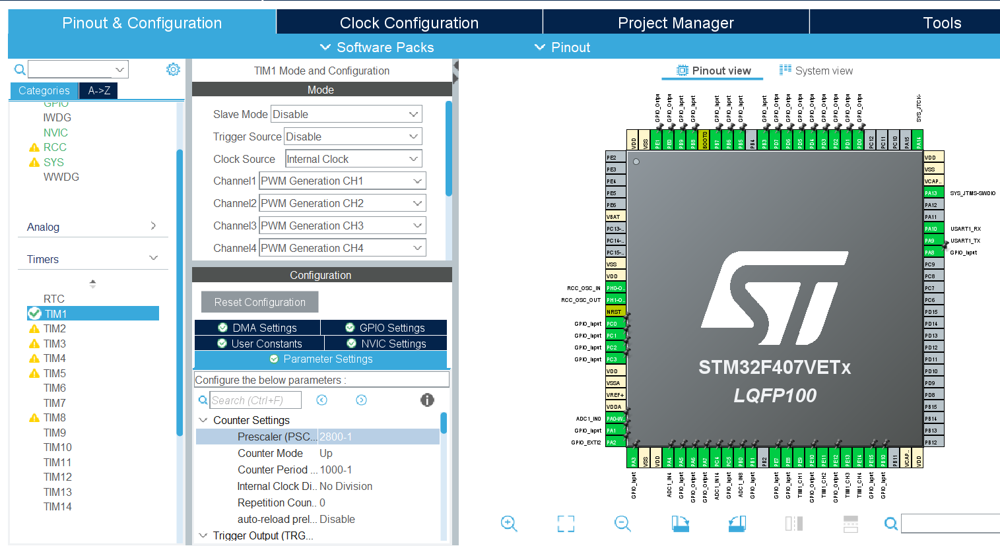 Pinout & Configuration
Clock Configuration
Project Manager
Tools
Software Packs
Pinout
Categories
A->Z
GPIO
IWDG
NVIC
RCC
SYS
WWDG
Analog
Timers
RTC
TIM1
TIM2
TIM3
TIM4
TIM5
TIM6
TIM7
TIM8
TIM9
TIM10
TIM11
TIM12
TIM13
TIM14
TIM1 Mode and Configuration
Mode
Slave Mode Disable
Trigger Source Disable
Clock Source Internal Clock
Channel1 PWM Generation CH1
Channel2 PWM Generation CH2
Channel3 PWM Generation CH3
Channel4 PWM Generation CH4
Configuration
Reset Configuration
DMA Settings
GPIO Settings
User Constants
NVIC Settings
Parameter Settings
Configure the below parameters :
Search (Ctrl+F)
Counter Settings
Prescaler (PSC... 2800-1
Counter Mode Up
Counter Period ... 1000-1
Internal Clock Di.. No Division
Repetition Coun.. 0
auto-reload prel... Disable
Trigger Output (TRG...
Pinout view
System view
GPIO_Output
GPIO_Output
GPIO_Input
GPIO_Input
GPIO_Input
GPIO_Input
GPIO_Input
GPIO_Input
GPIO_Output
GPIO_Output
GPIO_Output
GPIO_Output
GPIO_Output
GPIO_Output
GPIO_Output
GPIO_Output
SYS_JTCK-
VDD
VSS
PE1
PE0
PB9
PB8
BOOT0
PB7
PB6
PB5
PB4
PB3
PD7
PD6
PD5
PD4
PD3
PD2
PD1
PD0
PC12
PC11
PC10
PA15
PA14
PE2
PE3
PE4
PE5
PE6
VBAT
PC13-..
PC14-..
PC15-..
VSS
VDD
RCC_OSC_IN PH0-O..
RCC_OSC_OUT PH1-O..
NRST
GPIO_Input PC0
GPIO_Input PC1
GPIO_Input PC2
GPIO_Input PC3
VDD
VSSA
VREF+
VDDA
ADC1_IN0 PA0-W..
GPIO_Input PA1
GPIO_EXTI2 PA2
ST
STM32F407VETx
LQFP100
VDD
VSS
VCAP..
PA13 SYS_JTMS-SWDIO
PA12
PA11
PA10 USART1_RX
PA9 USART1_TX
PA8 GPIO_Input
PC9
PC8
PC7
PC6
PD15
PD14
PD13
PD12
PD11
PD10
PD9
PD8
PB15
PB14
PB13
PB12
PA3
VSS
VDD
PA4
PA5
PA6
PA7
PC4
PC5
PB0
PB1
PB2
PE7
PE8
PE9
PE10
PE11
PE12
PE13
PE14
PE15
PB10
PB11
VCAP..
VDD
GPIO_Input
ADC1_IN4
GPIO_Input
GPIO_Output
GPIO_Output
ADC1_IN14
GPIO_Input
ADC1_IN8
GPIO_Input
GPIO_Input
GPIO_Input
TIM1_CH1
GPIO_Output
TIM1_CH2
GPIO_Output
TIM1_CH3
TIM1_CH4
GPIO_Input
GPIO_Input